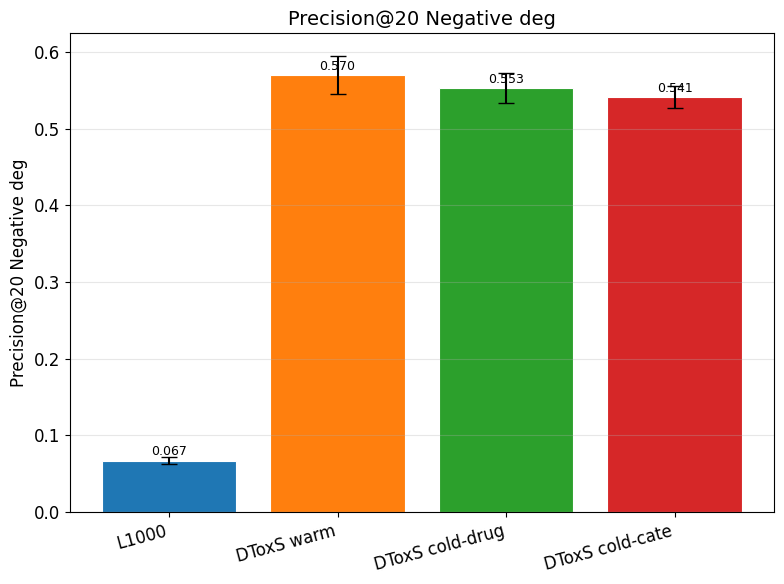 Precision@20 Negative deg
Precision@20 Negative deg
0.6
0.5
0.4
0.3
0.2
0.1
0.0
0.067
0.570
0.553
0.541
L1000
DToxS warm
DToxS cold-drug
DToxS cold-cate